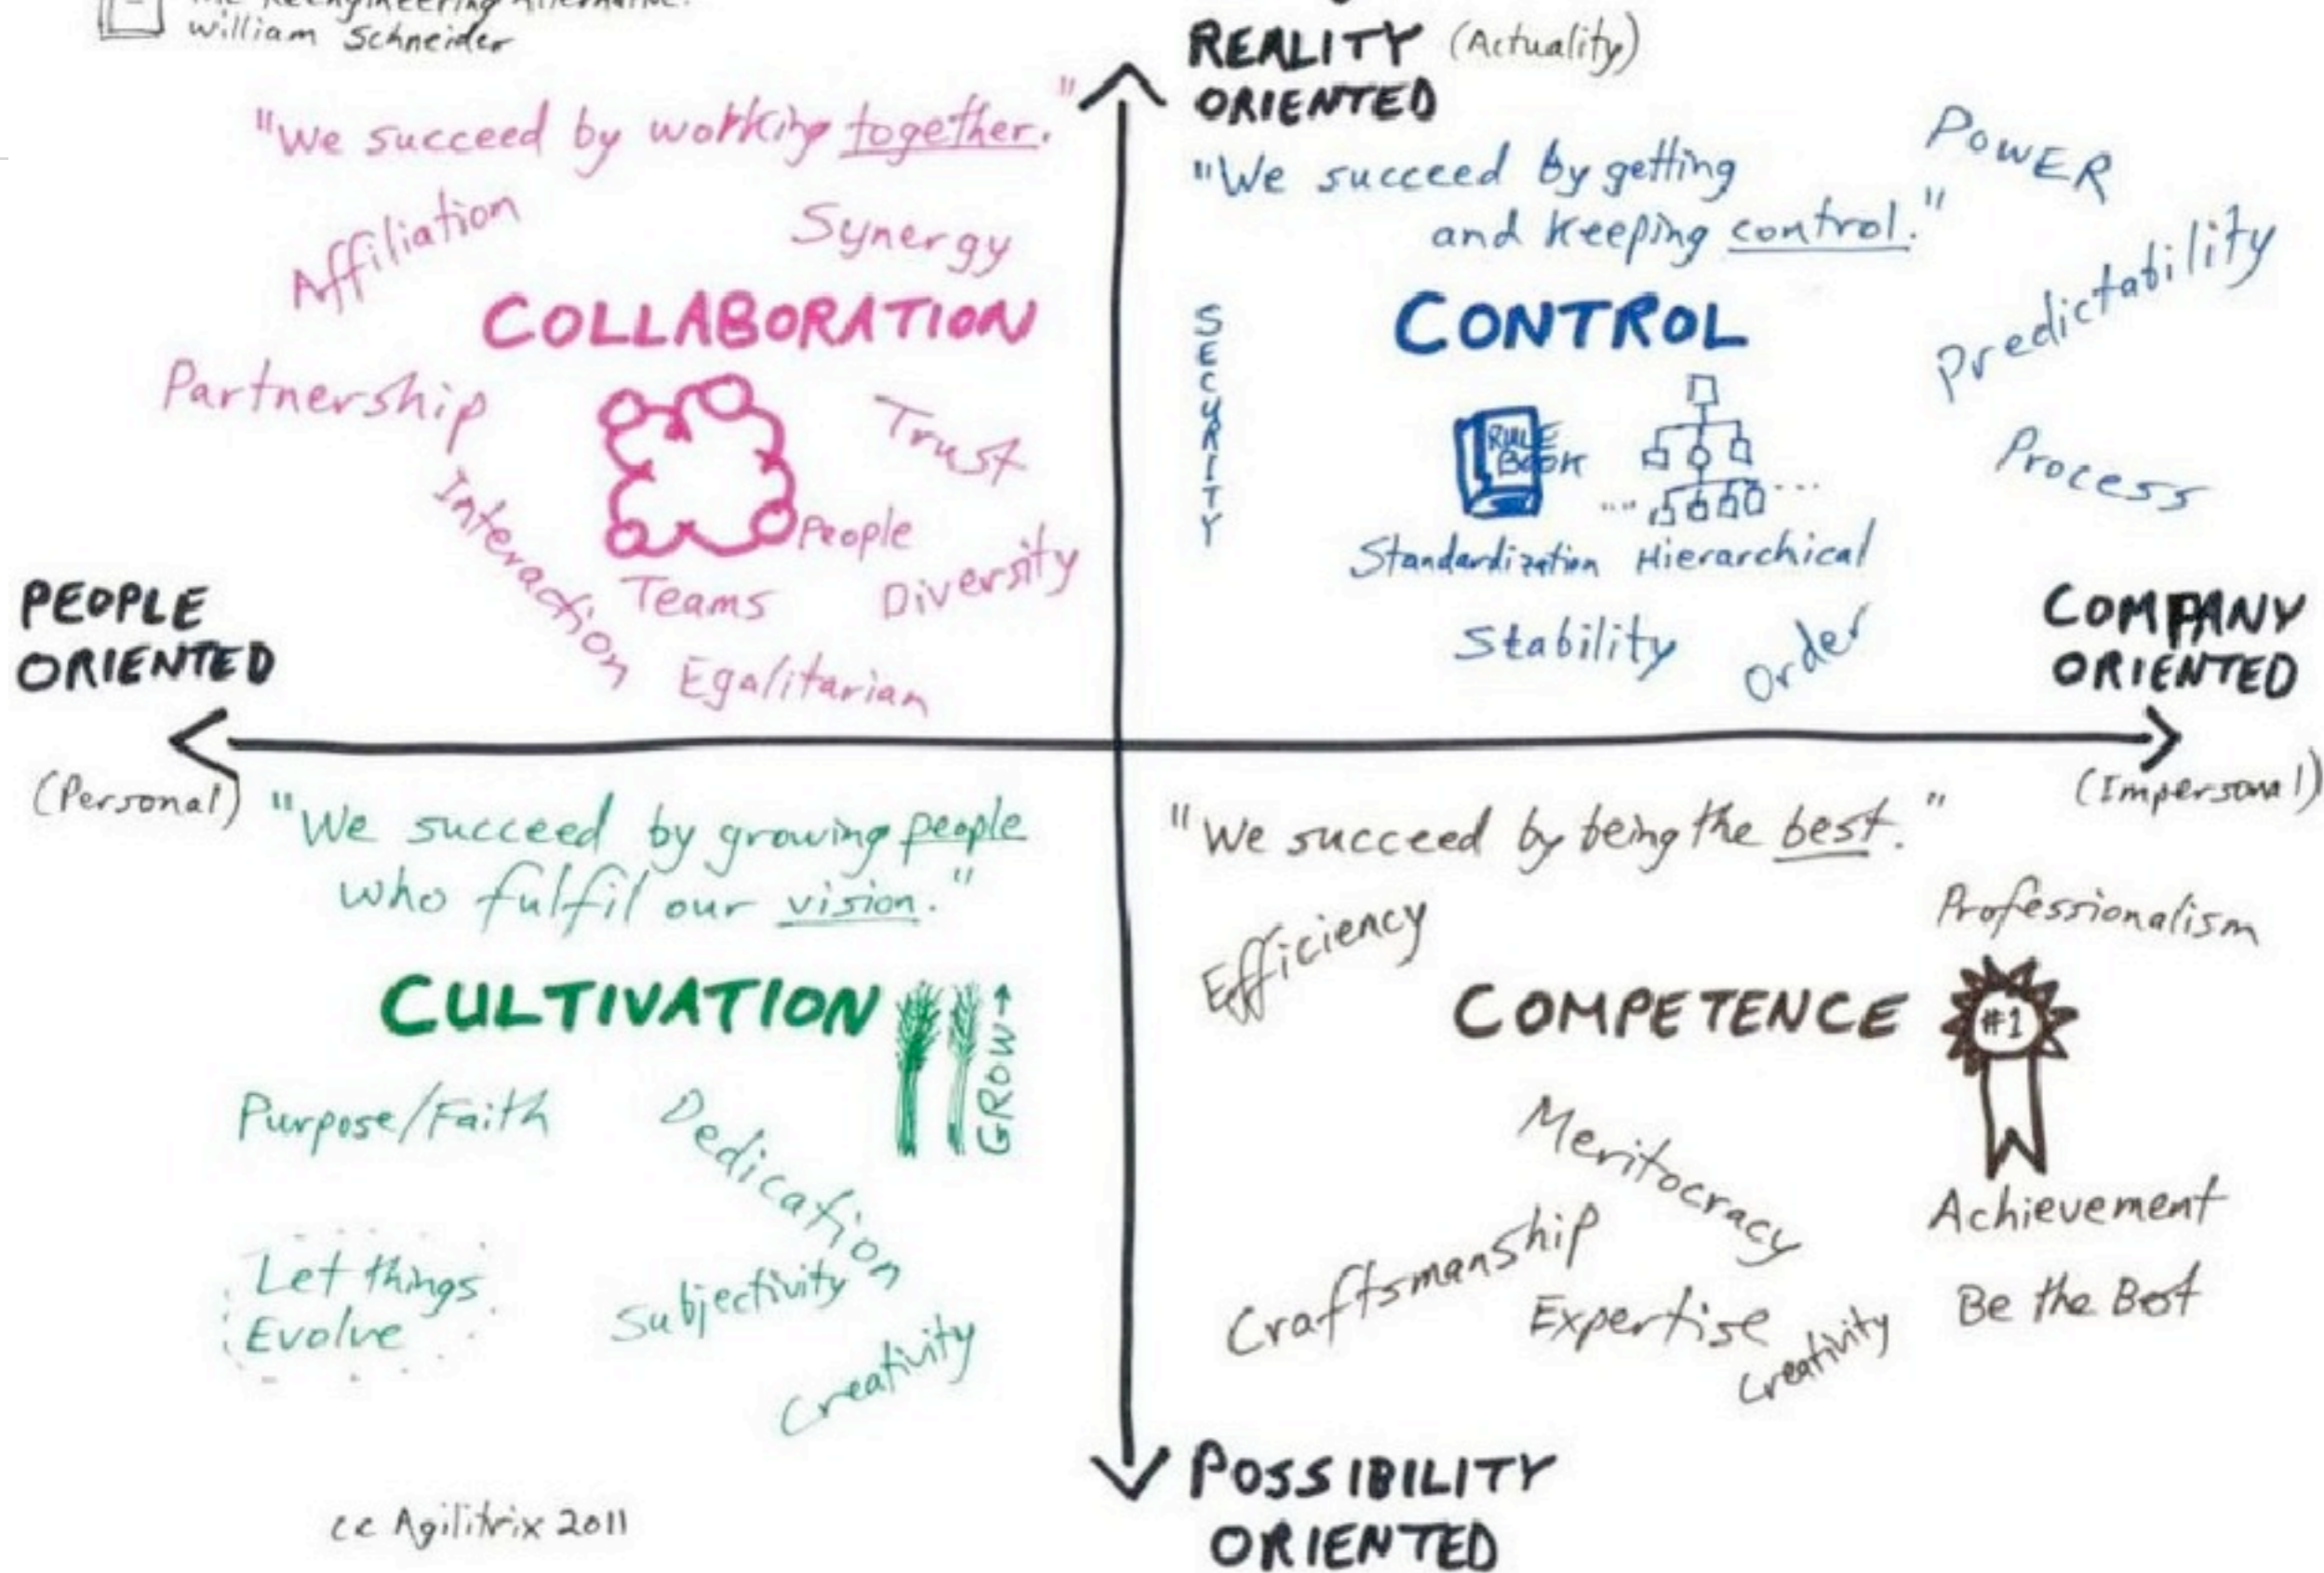 William Schneider
REALITY (Actuality)
ORIENTED
"We succeed by working together."
Affiliation
Synergy
COLLABORATION
Partnership
Trust
Interaction
People
Teams
Diversity
Egalitarian
"We succeed by getting
and keeping control."
POWER
Predictability
SECURITY
CONTROL
RULE
BOOK
Process
Standardization Hierarchical
Stability
Order
PEOPLE
ORIENTED
(Personal)
COMPANY
ORIENTED
(Impersonal)
"We succeed by growing people
who fulfil our vision."
CULTIVATION
GROW
Purpose/Faith
Dedication
Let things
Evolve
Subjectivity
Creativity
"We succeed by being the best."
Efficiency
Professionalism
COMPETENCE
#1
Meritocracy
Craftsmanship
Achievement
Expertise
Be the Best
Creativity
POSSIBILITY
ORIENTED
cc Agilitrix 2011